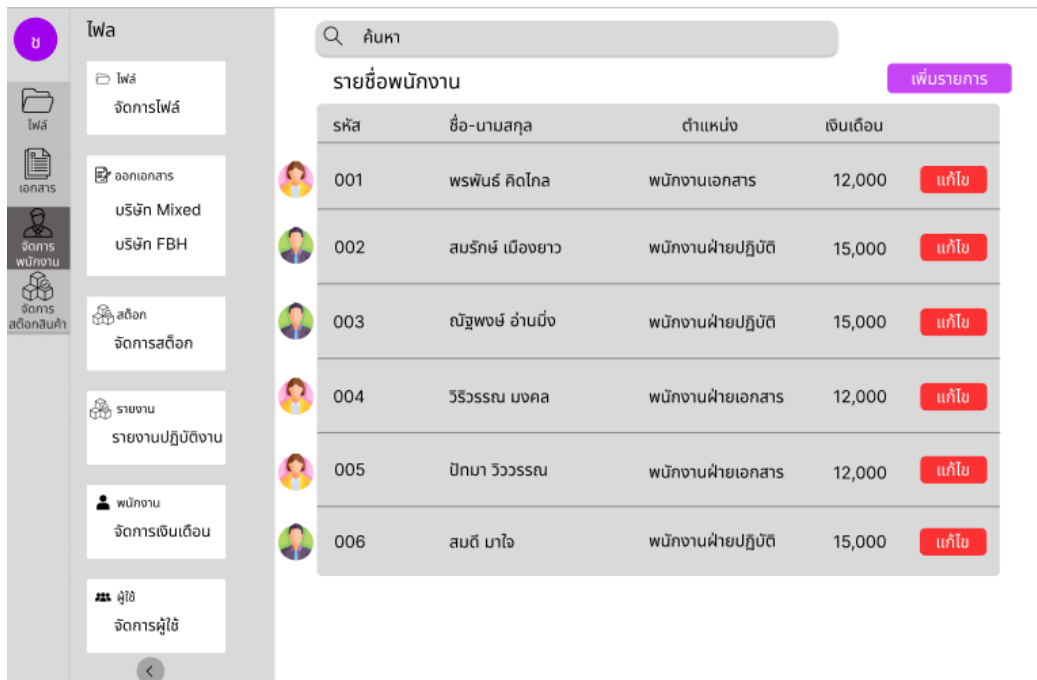 ช
ไฟล์
เอกสาร
จัดการ
พนักงาน
จัดการ
สต็อกสินค้า
ไฟล
ไฟล์
จัดการไฟล์
ออกเอกสาร
บริษัท Mixed
บริษัท FBH
สต็อก
จัดการสต็อก
รายงาน
รายงานปฏิบัติงาน
พนักงาน
จัดการเงินเดือน
ผู้ใช้
จัดการผู้ใช้
ค้นหา
รายชื่อพนักงาน
เพิ่มรายการ
รหัส ชื่อ-นามสกุล ตำแหน่ง เงินเดือน
001 พรพันธ์ คิดไกล พนักงานเอกสาร 12,000 แก้ไข
002 สมรักษ์ เมืองยาว พนักงานฝ่ายปฏิบัติ 15,000 แก้ไข
003 ณัฐพงษ์ อ่านมิ่ง พนักงานฝ่ายปฏิบัติ 15,000 แก้ไข
004 วิริวรรณ มงคล พนักงานฝ่ายเอกสาร 12,000 แก้ไข
005 ปัทมา วิววรรณ พนักงานฝ่ายเอกสาร 12,000 แก้ไข
006 สมดี มาใจ พนักงานฝ่ายปฏิบัติ 15,000 แก้ไข